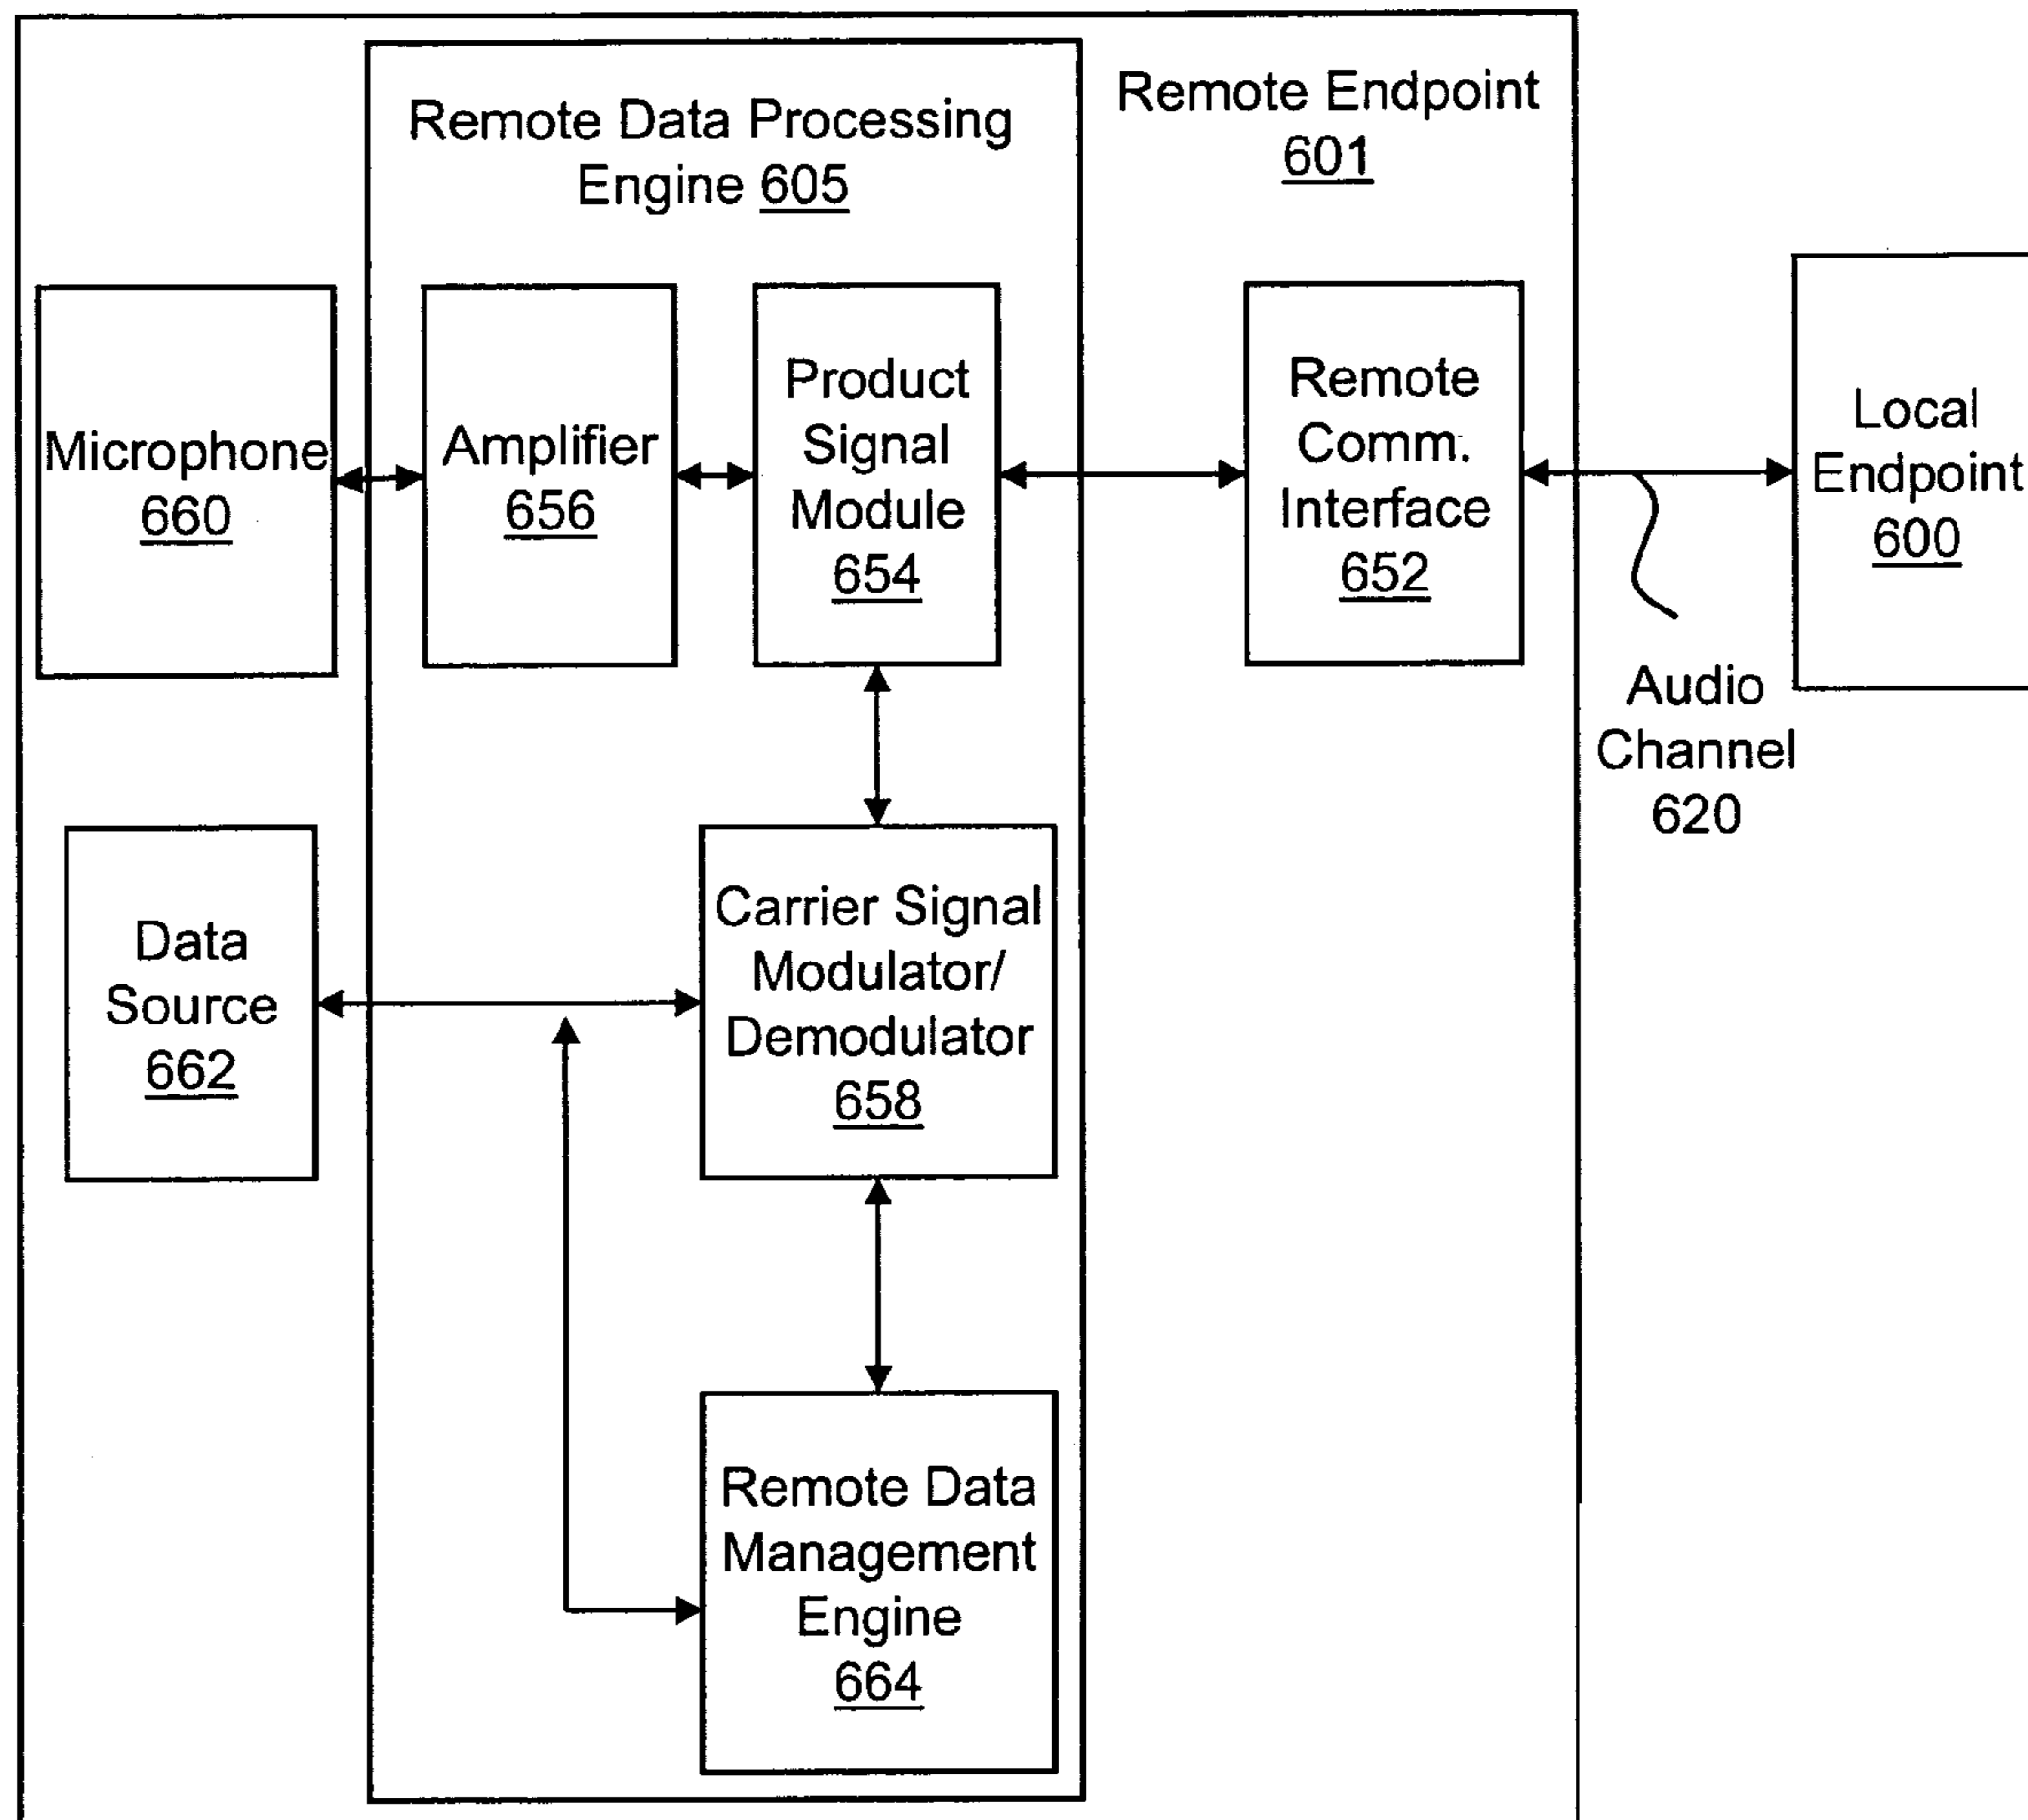 Remote Data Processing
Engine 605
Remote Endpoint
601
Microphone
660
Amplifier
656
Product
Signal
Module
654
Remote
Comm.
Interface
652
Local
Endpoint
600
Audio
Channel
620
Data
Source
662
Carrier Signal
Modulator/
Demodulator
658
Remote Data
Management
Engine
664